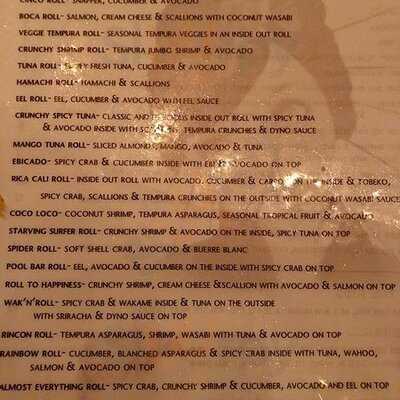 CINCO ROLL- SNAPPER, CUCUMBER & AVOCADO
BOCA ROLL- SALMON, CREAM CHEESE & SCALLIONS WITH COCONUT WASABI
VEGGIE TEMPURA ROLL- SEASONAL TEMPURA VEGGIES IN AN INSIDE OUT ROLL
CRUNCHY SHRIMP ROLL- TEMPURA JUMBO SHRIMP & AVOCADO
TUNA ROLL- SPICY FRESH TUNA, CUCUMBER & AVOCADO
HAMACHI ROLL- HAMACHI & SCALLIONS
EEL ROLL- EEL, CUCUMBER & AVOCADO WITH EEL SAUCE
CRUNCHY SPICY TUNA- CLASSIC AND INSIDE OUT ROLL WITH SPICY TUNA
& AVOCADO INSIDE WITH TEMPURA CRUNCHIES & DYNO SAUCE
MANGO TUNA ROLL- SLICED ALMONDS, MANGO, AVOCADO & TUNA
EBICADO- SPICY CRAB & CUCUMBER INSIDE WITH EBI & AVOCADO ON TOP
RICA CALI ROLL- INSIDE OUT ROLL WITH AVOCADO, CUCUMBER & CARROT ON THE INSIDE & TOBEKO,
SPICY CRAB, SCALLIONS & TEMPURA CRUNCHIES ON THE OUTSIDE WITH COCONUT WASABI SAUCE
COCO LOCO- COCONUT SHRIMP, TEMPURA ASPARAGUS, SEASONAL TROPICAL FRUIT & AVOCADO
STARVING SURFER ROLL- CRUNCHY SHRIMP & AVOCADO ON THE INSIDE, SPICY TUNA ON TOP
SPIDER ROLL- SOFT SHELL CRAB, AVOCADO & BUERRE BLANC
POOL BAR ROLL- EEL, AVOCADO & CUCUMBER ON THE INSIDE WITH SPICY CRAB ON TOP
ROLL TO HAPPINESS- CRUNCHY SHRIMP, CREAM CHEESE &SCALLION WITH AVOCADO & SALMON ON TOP
WAK'N'ROLL- SPICY CRAB & WAKAME INSIDE & TUNA ON THE OUTSIDE
WITH SRIRACHA & DYNO SAUCE ON TOP
RINCON ROLL- TEMPURA ASPARAGUS, SHRIMP, WASABI WITH TUNA & AVOCADO ON TOP
RAINBOW ROLL- CUCUMBER, BLANCHED ASPARAGUS & SPICY CRAB INSIDE WITH TUNA, WAHOO,
SALMON & AVOCADO ON TOP
ALMOST EVERYTHING ROLL- SPICY CRAB, CRUNCHY SHRIMP & CUCUMBER, AVOCADO AND EEL ON TOP